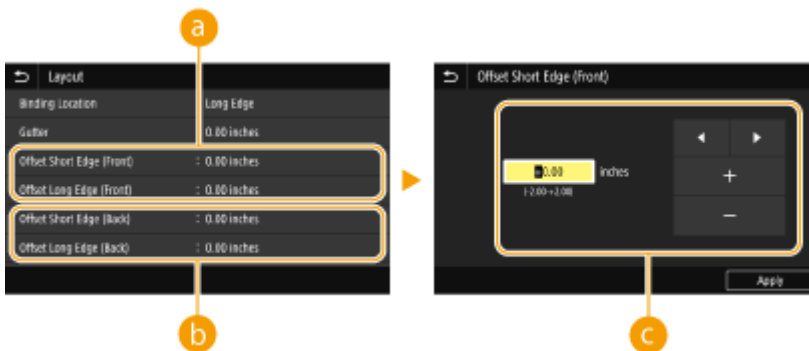 a
Layout
Binding Location Long Edge
Gutter 0.00 inches
Offset Short Edge (Front) : 0.00 inches
Offset Long Edge (Front) : 0.00 inches
Offset Short Edge (Back) : 0.00 inches
Offset Long Edge (Back) : 0.00 inches
b
Offset Short Edge (Front)
0.00 inches
(-2.00-+2.00)
+
−
Apply
c